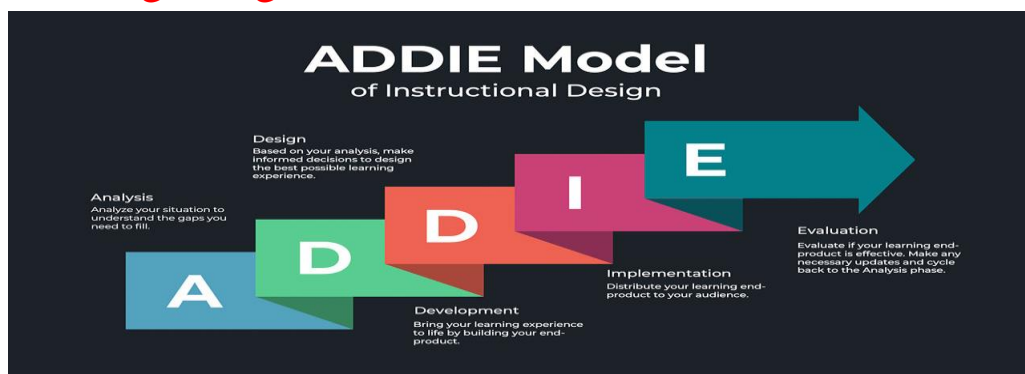 ADDIE Model
of Instructional Design
Design
Based on your analysis, make
informed decisions to design
the best possible learning
experience.
Analysis
Analyze your situation to
understand the gaps you
need to fill.
A
D
D
I
E
Evaluation
Evaluate if your learning end-
product is effective. Make any
necessary updates and cycle
back to the Analysis phase.
Implementation
Distribute your learning end-
product to your audience.
Development
Bring your learning experience
to life by building your end-
product.